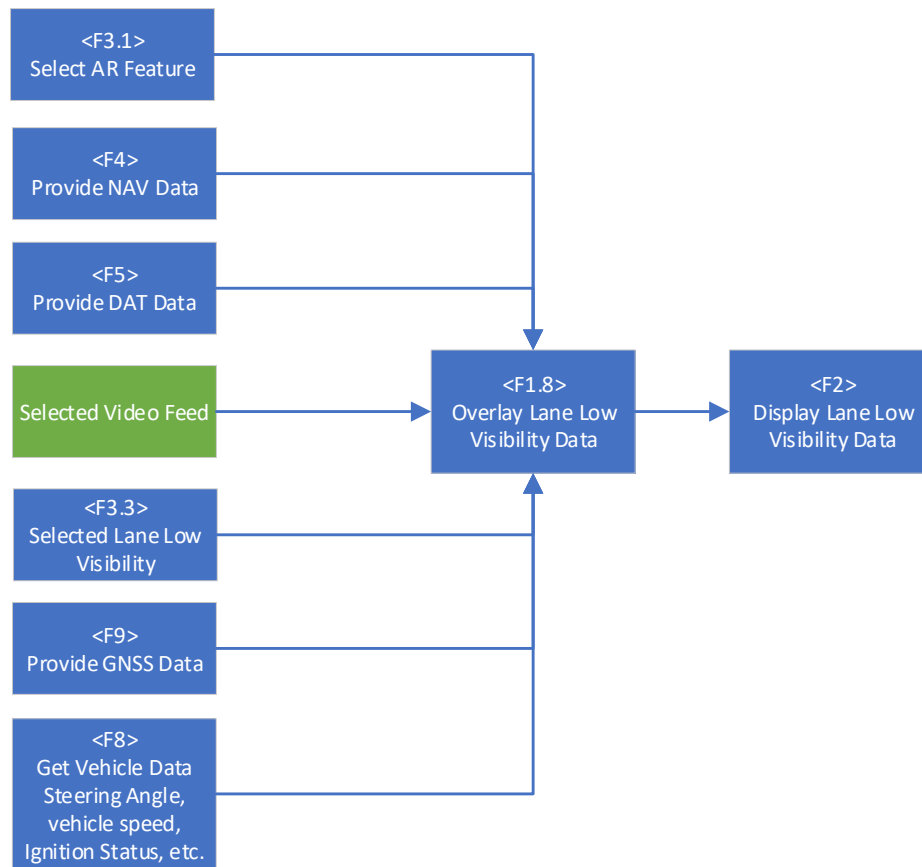 <F3.1>
Select AR Feature
<F4>
Provide NAV Data
<F5>
Provide DAT Data
Selected Video Feed
<F1.8>
Overlay Lane Low
Visibility Data
<F2>
Display Lane Low
Visibility Data
<F3.3>
Selected Lane Low
Visibility
<F9>
Provide GNSS Data
<F8>
Get Vehicle Data
Steering Angle,
vehicle speed,
Ignition Status, etc.